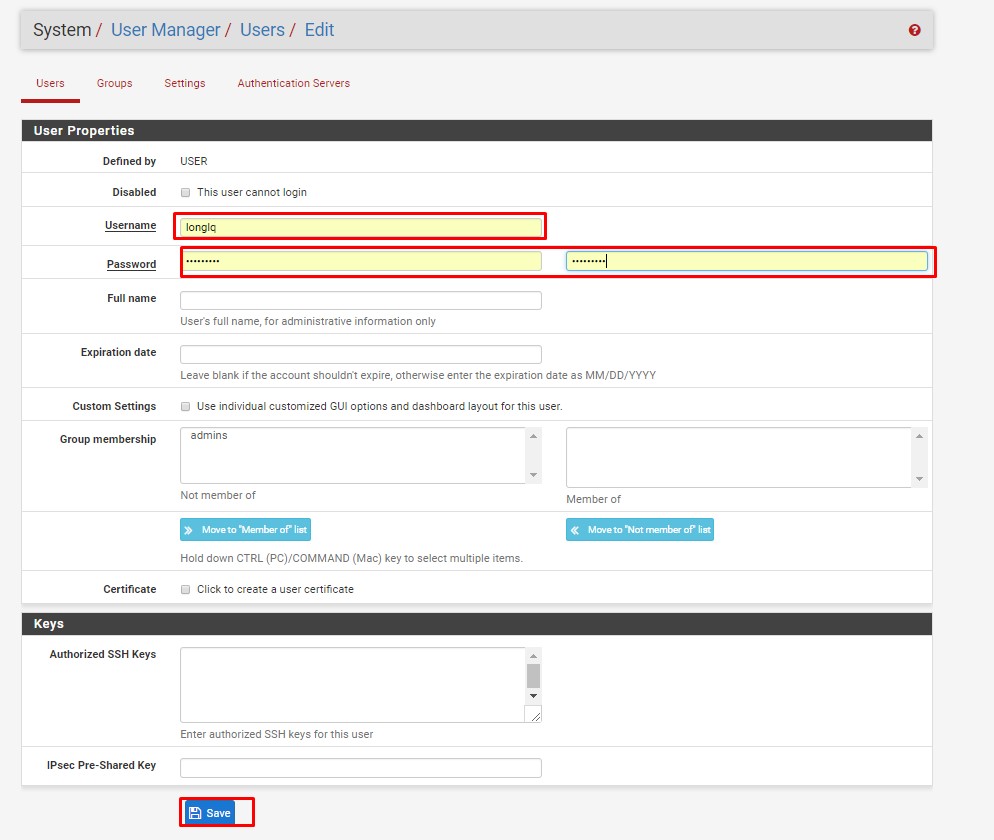 System / User Manager / Users / Edit
Users Groups Settings Authentication Servers
User Properties
Defined by USER
Disabled This user cannot login
Username longlq
Password ••••••••• •••••••••
Full name
User's full name, for administrative information only
Expiration date
Leave blank if the account shouldn't expire, otherwise enter the expiration date as MM/DD/YYYY
Custom Settings Use individual customized GUI options and dashboard layout for this user.
Group membership admins
Not member of Member of
Move to "Member of" list Move to "Not member of" list
Hold down CTRL (PC)/COMMAND (Mac) key to select multiple items.
Certificate Click to create a user certificate
Keys
Authorized SSH Keys
Enter authorized SSH keys for this user
IPsec Pre-Shared Key
Save